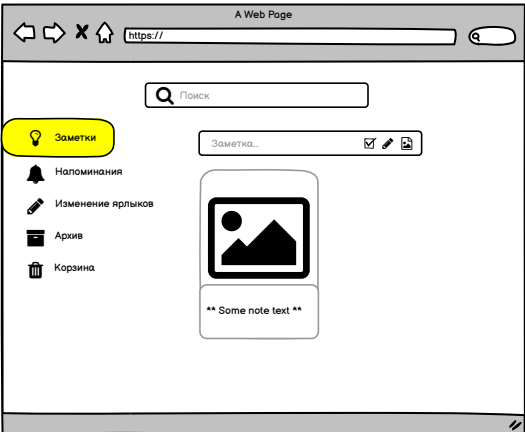 A Web Page
https://
Поиск
Заметки
Заметка...
Напоминания
Изменение ярлыков
Архив
Корзина
** Some note text **